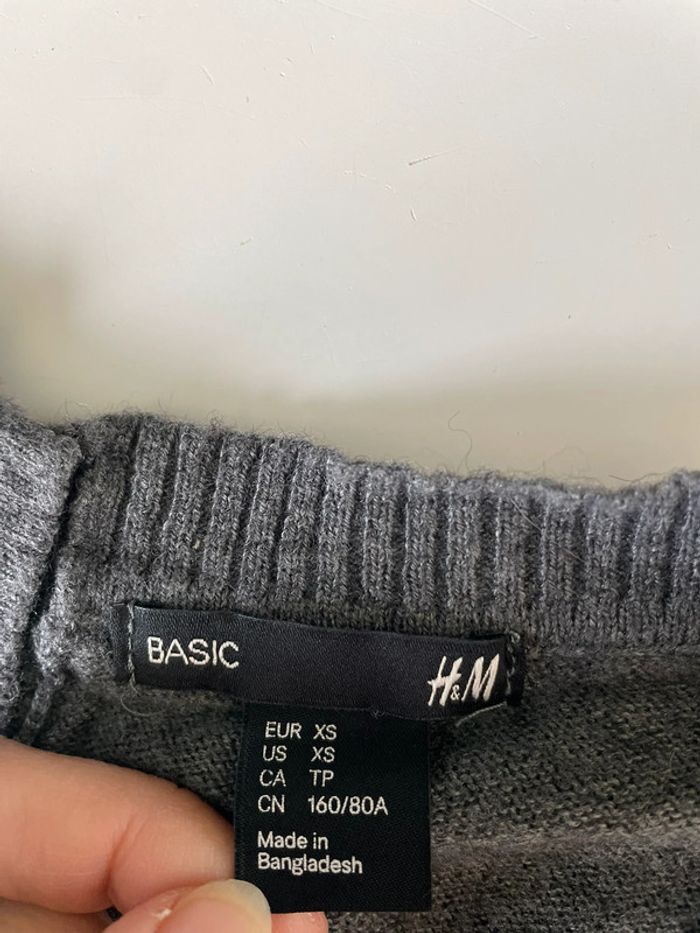 BASIC
H&M
EUR XS
US XS
CA TP
CN 160/80A
Made in
Bangladesh